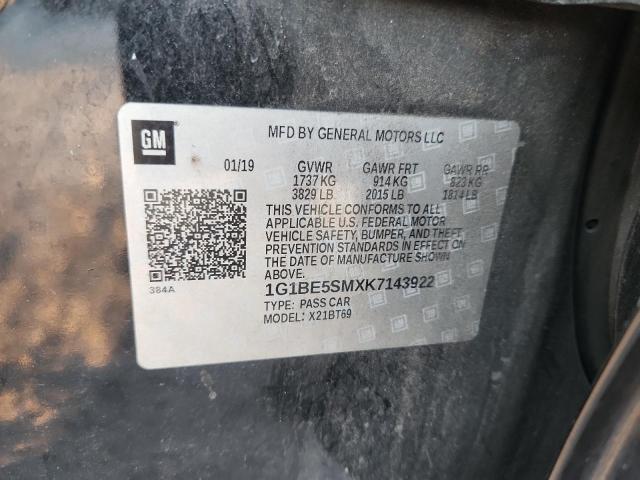 GM
MFD BY GENERAL MOTORS LLC
01/19 GVWR GAWR FRT GAWR RR
1737 KG 914 KG 823 KG
3829 LB 2015 LB 1814 LB
THIS VEHICLE CONFORMS TO ALL
APPLICABLE U.S. FEDERAL MOTOR
VEHICLE SAFETY, BUMPER, AND THEFT
PREVENTION STANDARDS IN EFFECT ON
THE DATE OF MANUFACTURE SHOWN
ABOVE.
384A
1G1BE5SMXK7143922
TYPE: PASS CAR
MODEL: X21BT69